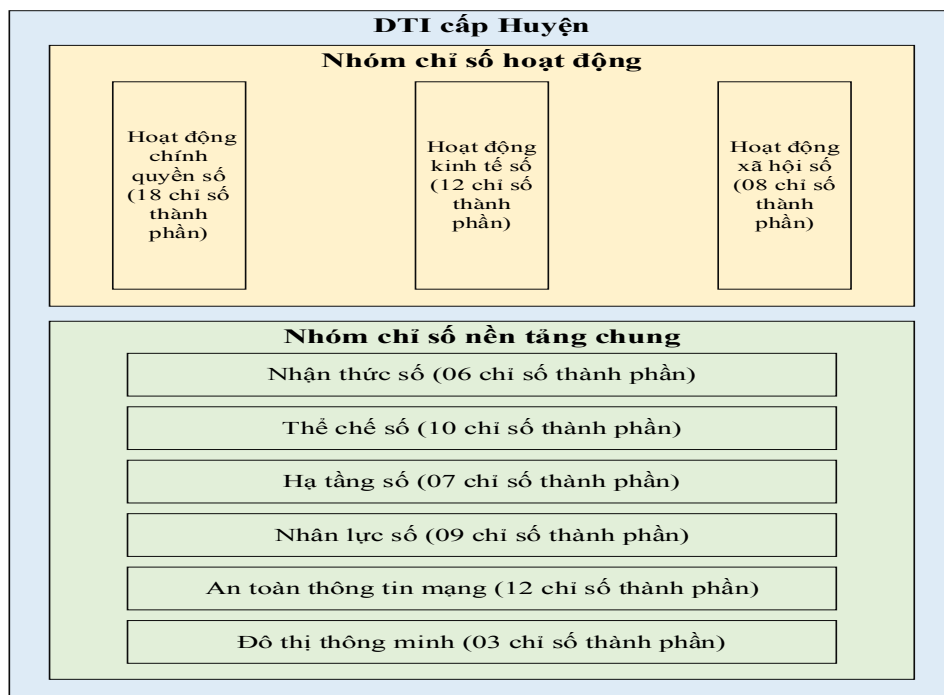 DTI cấp Huyện
Nhóm chỉ số hoạt động
Hoạt động
chính
quyền số
(18 chỉ số
thành
phần)
Hoạt động
kinh tế số
(12 chỉ số
thành
phần)
Hoạt động
xã hội số
(08 chỉ số
thành
phần)
Nhóm chỉ số nền tảng chung
Nhận thức số (06 chỉ số thành phần)
Thể chế số (10 chỉ số thành phần)
Hạ tầng số (07 chỉ số thành phần)
Nhân lực số (09 chỉ số thành phần)
An toàn thông tin mạng (12 chỉ số thành phần)
Đô thị thông minh (03 chỉ số thành phần)